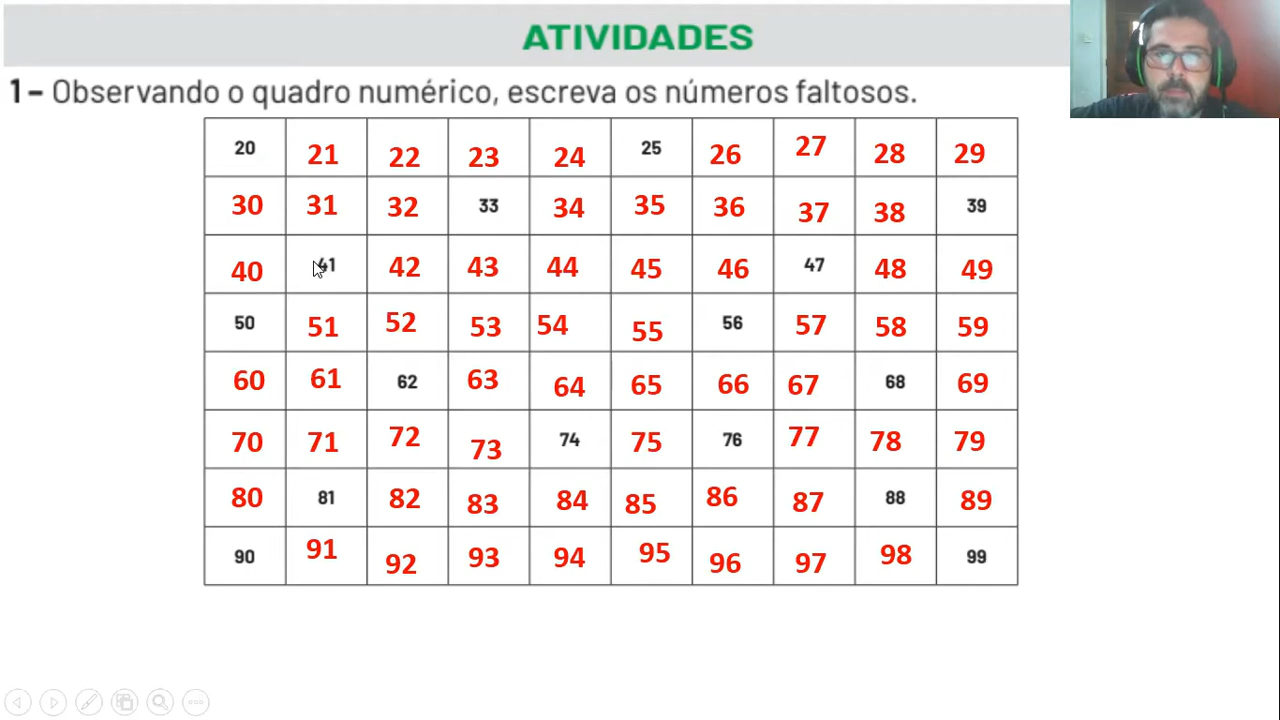 ATIVIDADES
1 – Observando o quadro numérico, escreva os números faltosos.
20 21 22 23 24 25 26 27 28 29
30 31 32 33 34 35 36 37 38 39
40 41 42 43 44 45 46 47 48 49
50 51 52 53 54 55 56 57 58 59
60 61 62 63 64 65 66 67 68 69
70 71 72 73 74 75 76 77 78 79
80 81 82 83 84 85 86 87 88 89
90 91 92 93 94 95 96 97 98 99